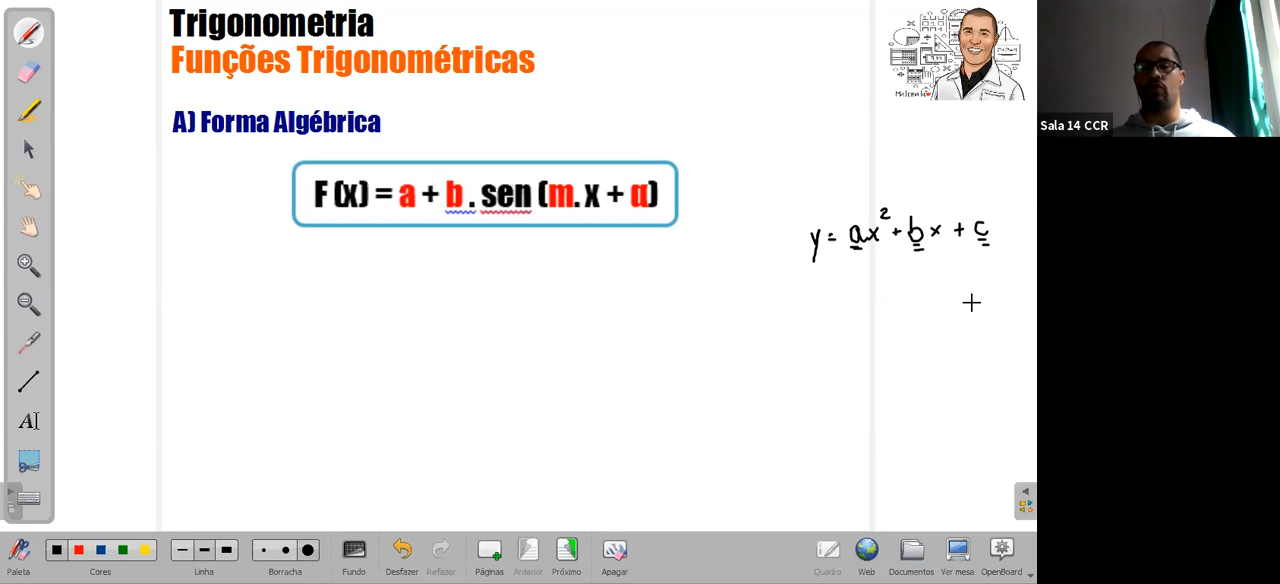 Trigonometria
Funções Trigonométricas
A) Forma Algébrica
F (x) = a + b . sen (m. x + α)
y = ax² + bx + c
Sala 14 CCR
AI
Paleta
Cores
Linha
Borracha
Fundo
Desfazer
Refazer
Páginas
Anterior
Próximo
Apagar
Quadro
Web
Documentos
Ver mesa
OpenBoard